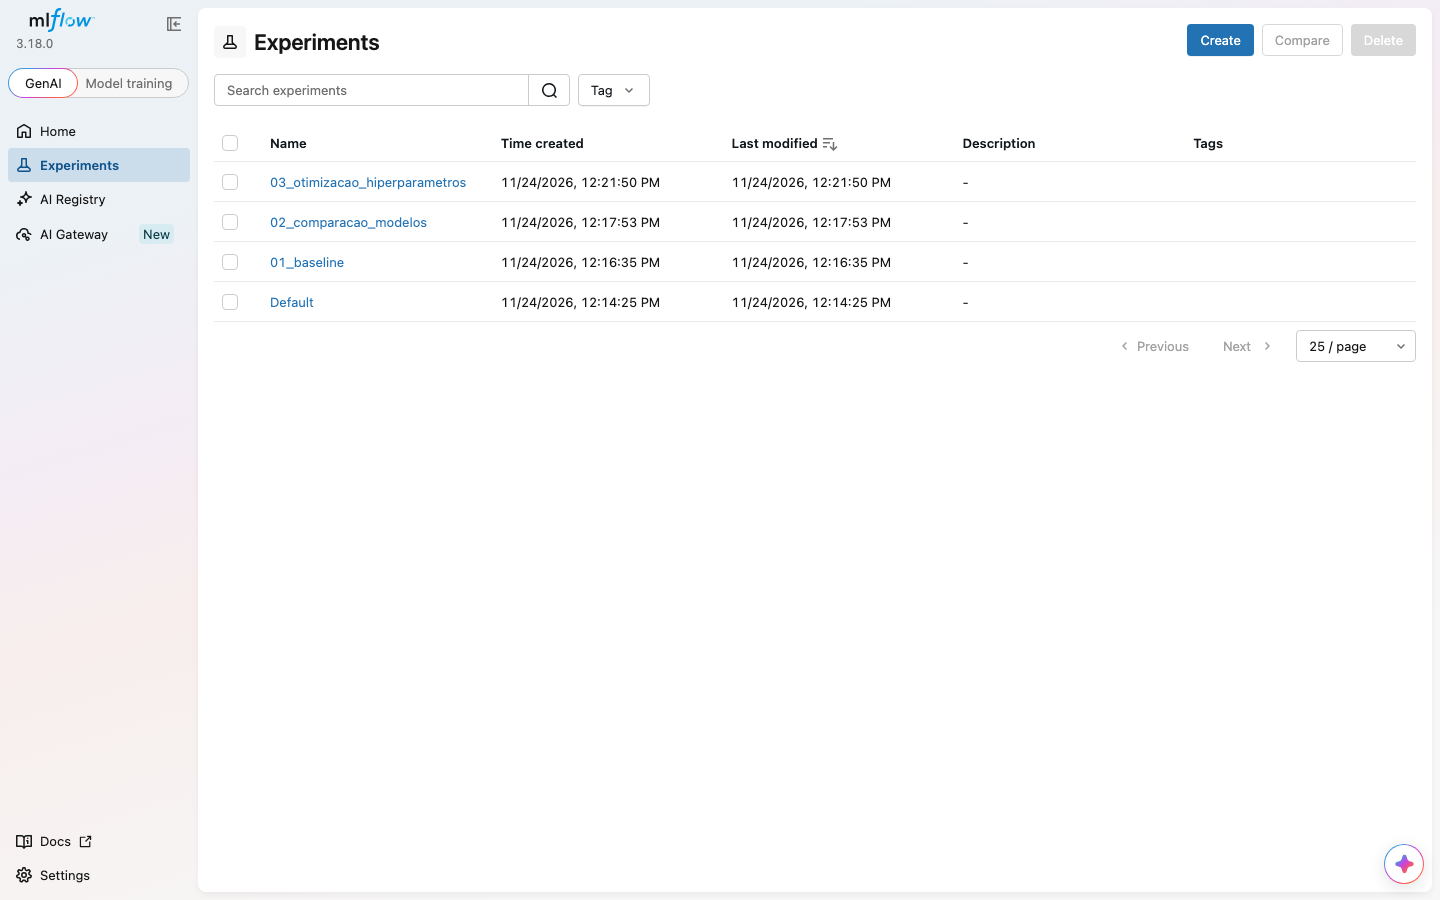 mlflow
3.18.0
GenAI Model training
Home
Experiments
AI Registry
AI Gateway New
Docs
Settings
Experiments
Create Compare Delete
Search experiments Tag
Name Time created Last modified Description Tags
03_otimizacao_hiperparametros 11/24/2026, 12:21:50 PM 11/24/2026, 12:21:50 PM -
02_comparacao_modelos 11/24/2026, 12:17:53 PM 11/24/2026, 12:17:53 PM -
01_baseline 11/24/2026, 12:16:35 PM 11/24/2026, 12:16:35 PM -
Default 11/24/2026, 12:14:25 PM 11/24/2026, 12:14:25 PM -
Previous Next 25 / page